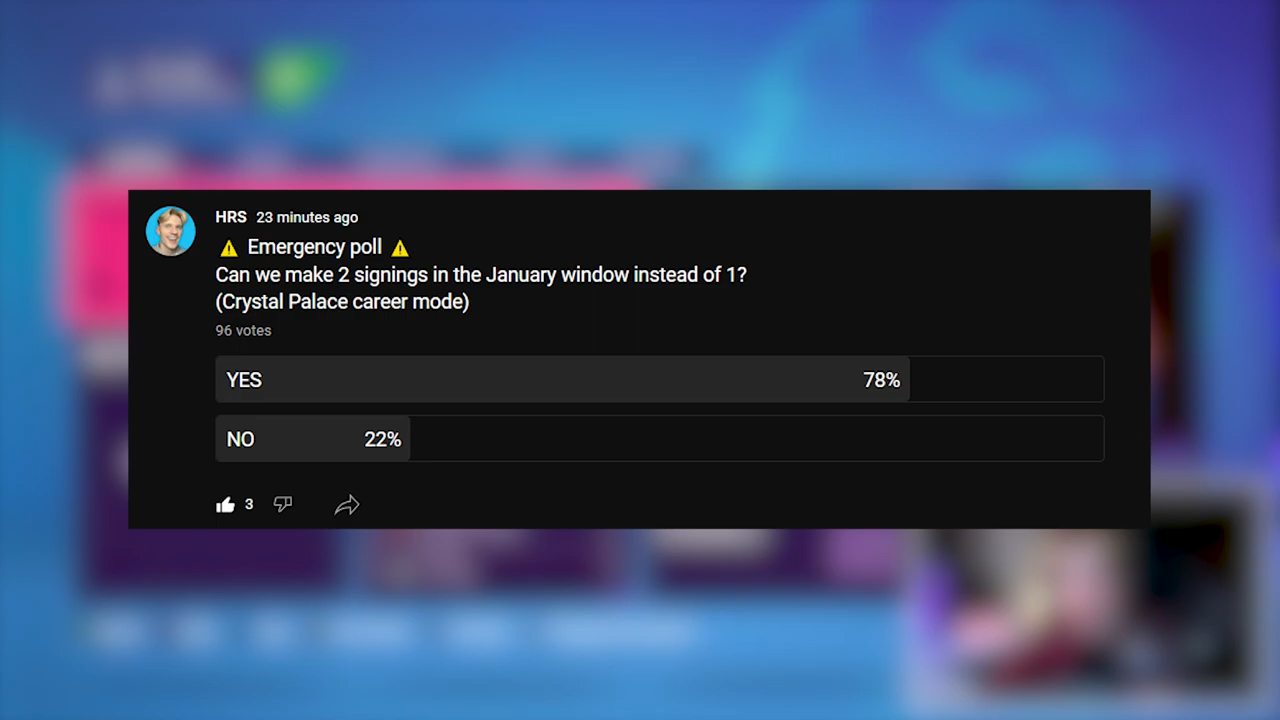 HRS 23 minutes ago
⚠ Emergency poll ⚠
Can we make 2 signings in the January window instead of 1?
(Crystal Palace career mode)
96 votes
YES 78%
NO 22%
3